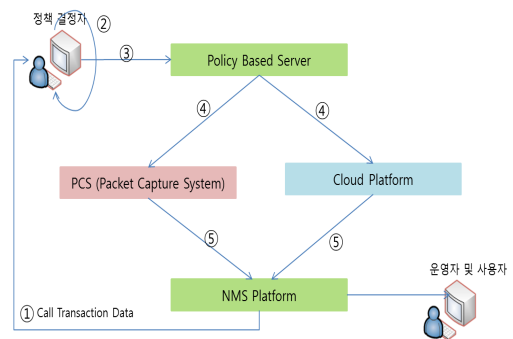 정책 결정자
②
③
Policy Based Server
④
④
PCS (Packet Capture System)
Cloud Platform
⑤
⑤
운영자 및 사용자
NMS Platform
① Call Transaction Data